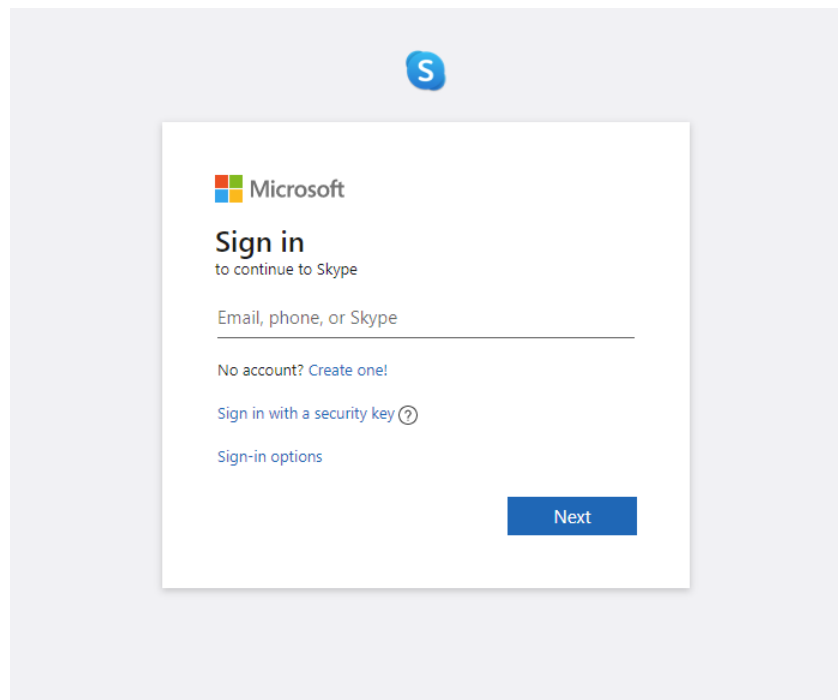 S
Microsoft
Sign in
to continue to Skype
Email, phone, or Skype
No account? Create one!
Sign in with a security key ?
Sign-in options
Next